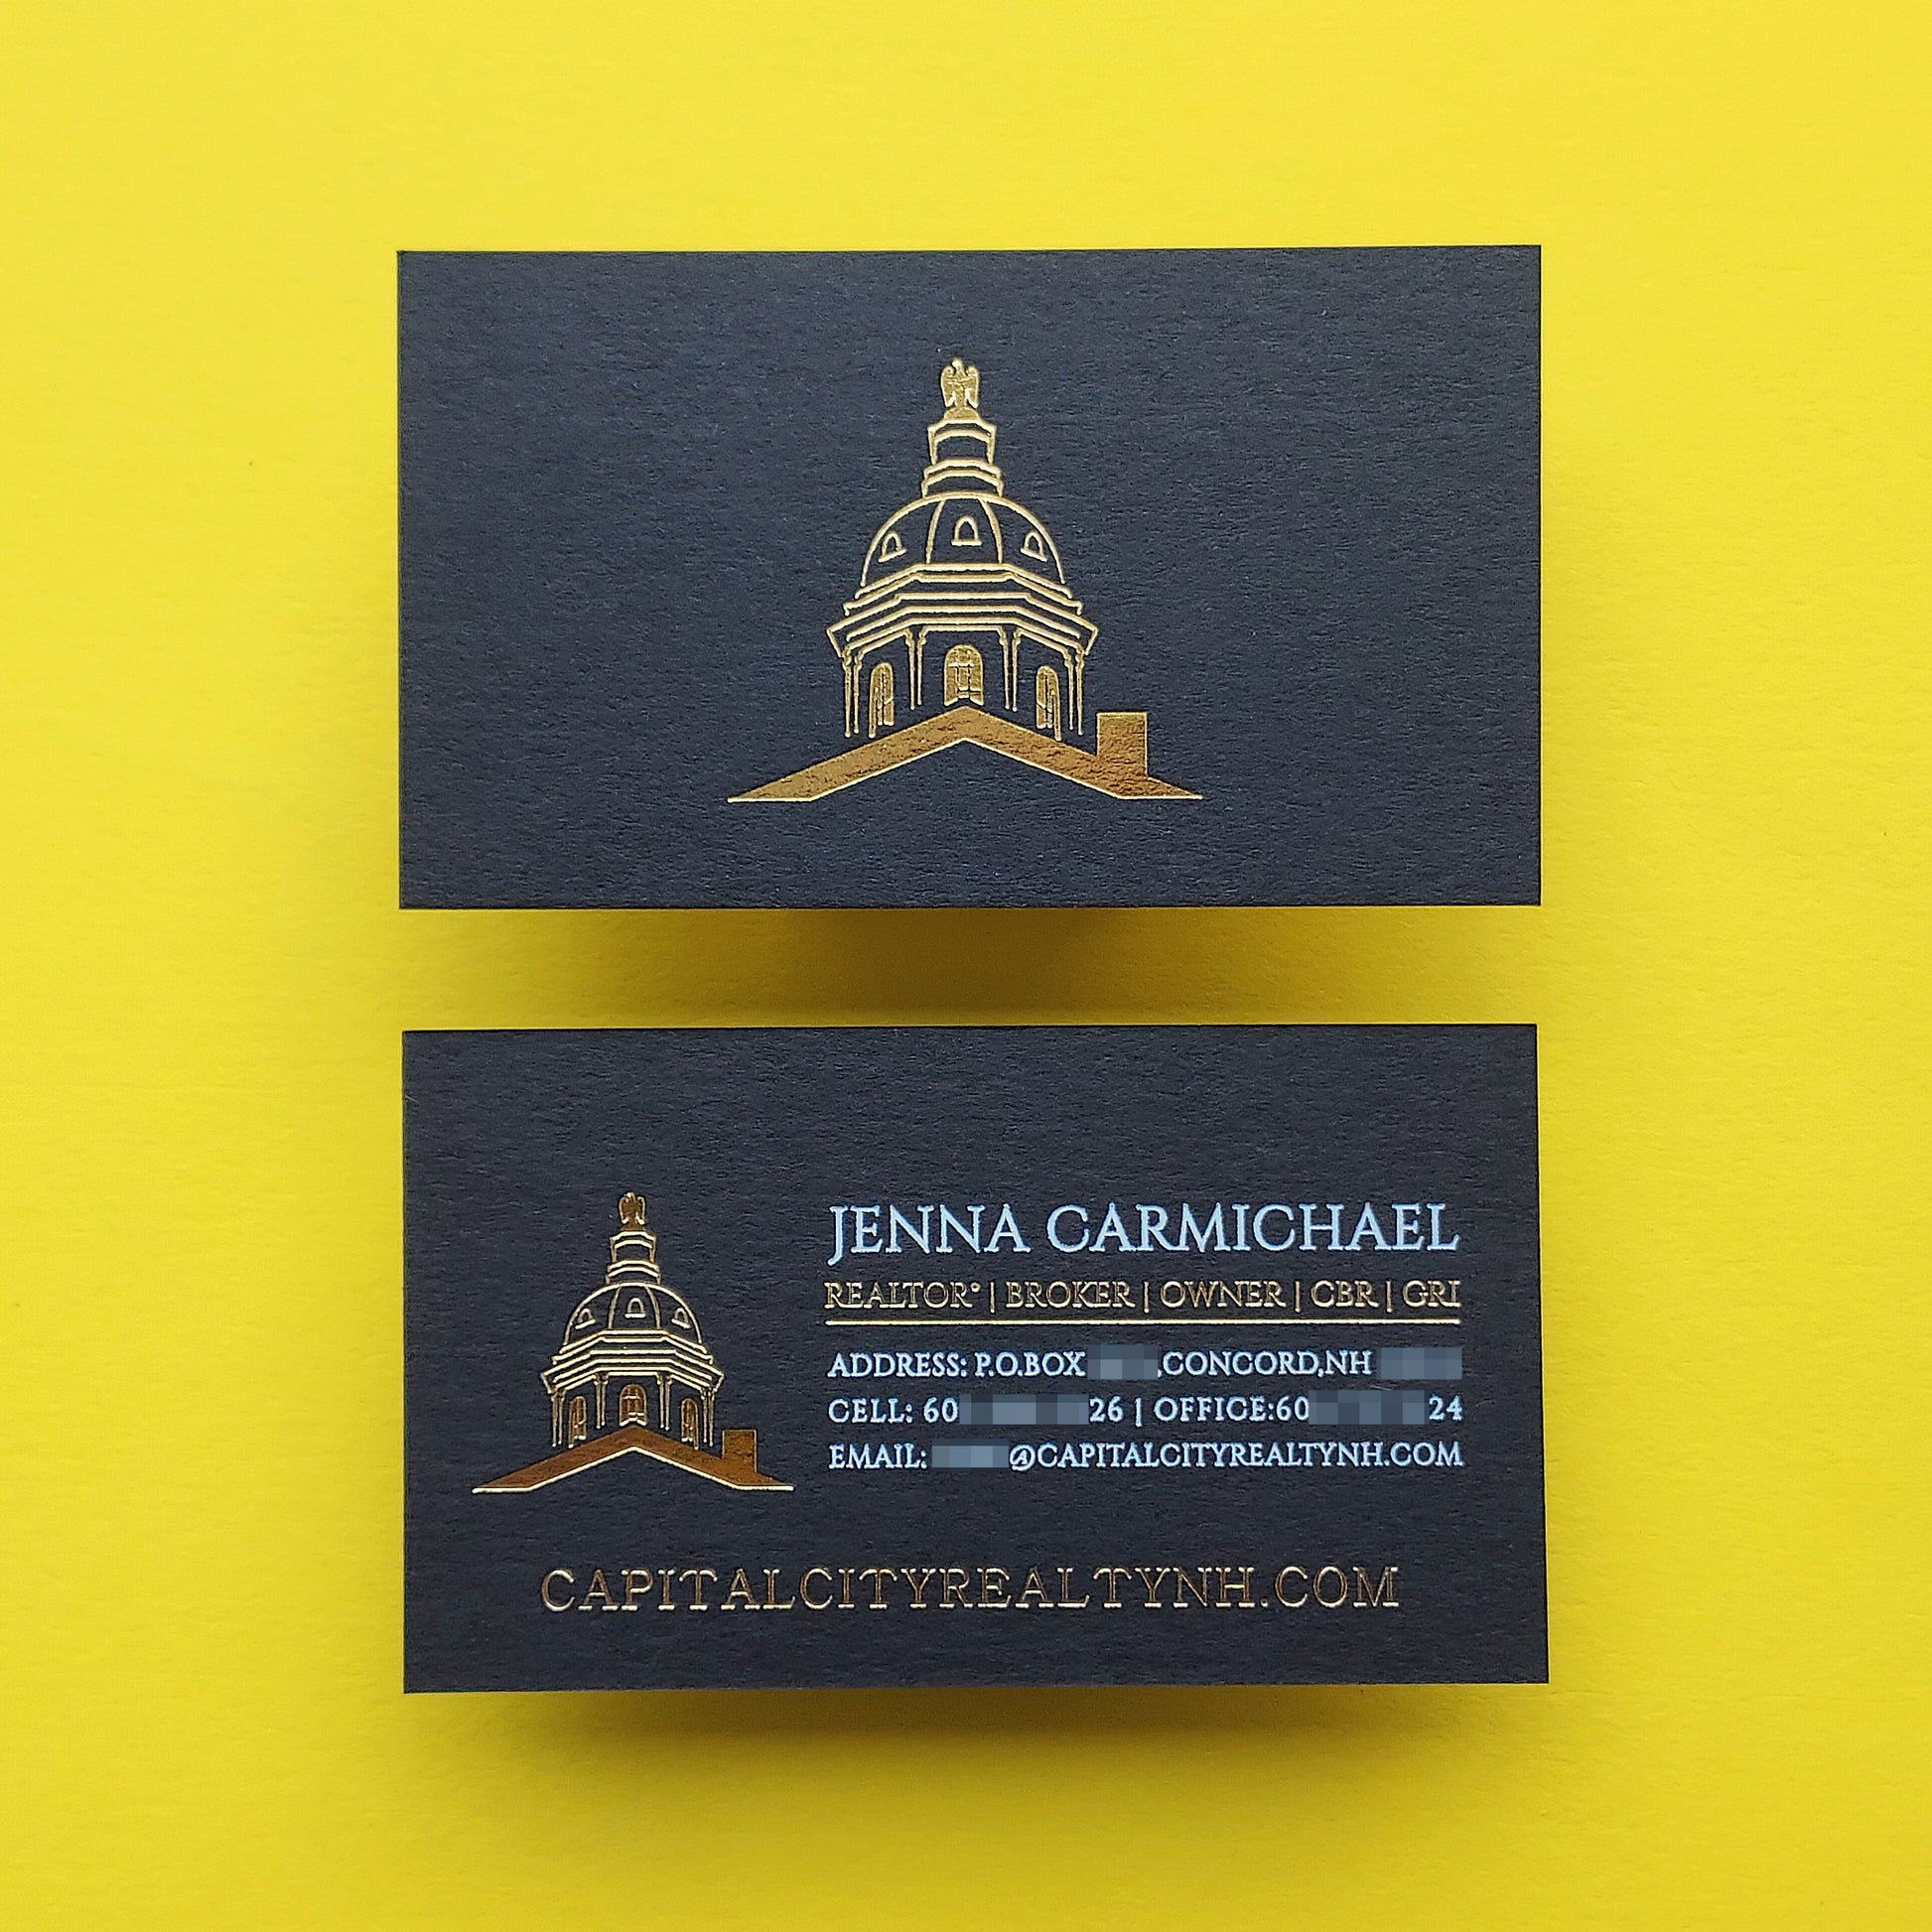 JENNA CARMICHAEL
REALTOR® | BROKER | OWNER | CBR | GRI
ADDRESS: P.O.BOX ,CONCORD,NH
CELL: 60 26 | OFFICE:60 24
EMAIL: @CAPITALCITYREALTYNH.COM
CAPITALCITYREALTYNH.COM